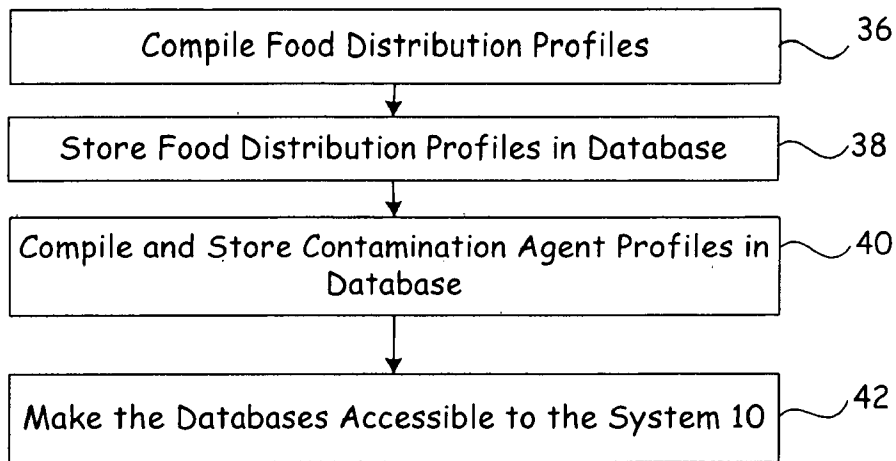 Compile Food Distribution Profiles
36
Store Food Distribution Profiles in Database
38
Compile and Store Contamination Agent Profiles in
Database
40
Make the Databases Accessible to the System 10
42